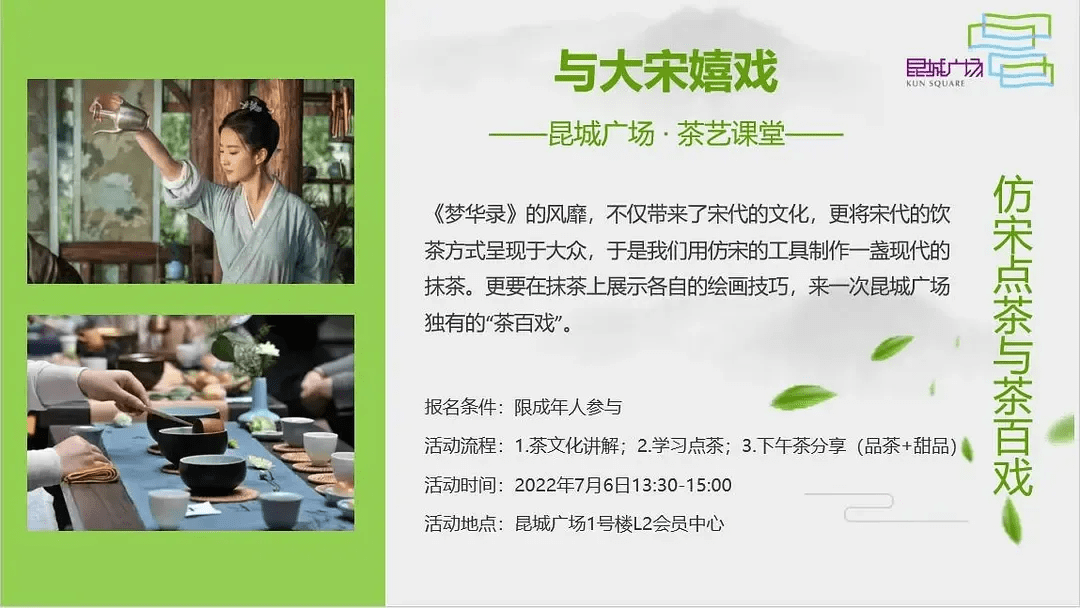 与大宋嬉戏
昆城广场
KUN SQUARE
——昆城广场·茶艺课堂——
《梦华录》的风靡，不仅带来了宋代的文化，更将宋代的饮
茶方式呈现于大众，于是我们用仿宋的工具制作一盏现代的
抹茶。更要在抹茶上展示各自的绘画技巧，来一次昆城广场
独有的“茶百戏”。
仿宋点茶与茶百戏
报名条件：限成年人参与
活动流程：1.茶文化讲解；2.学习点茶；3.下午茶分享（品茶+甜品）
活动时间：2022年7月6日13:30-15:00
活动地点：昆城广场1号楼L2会员中心